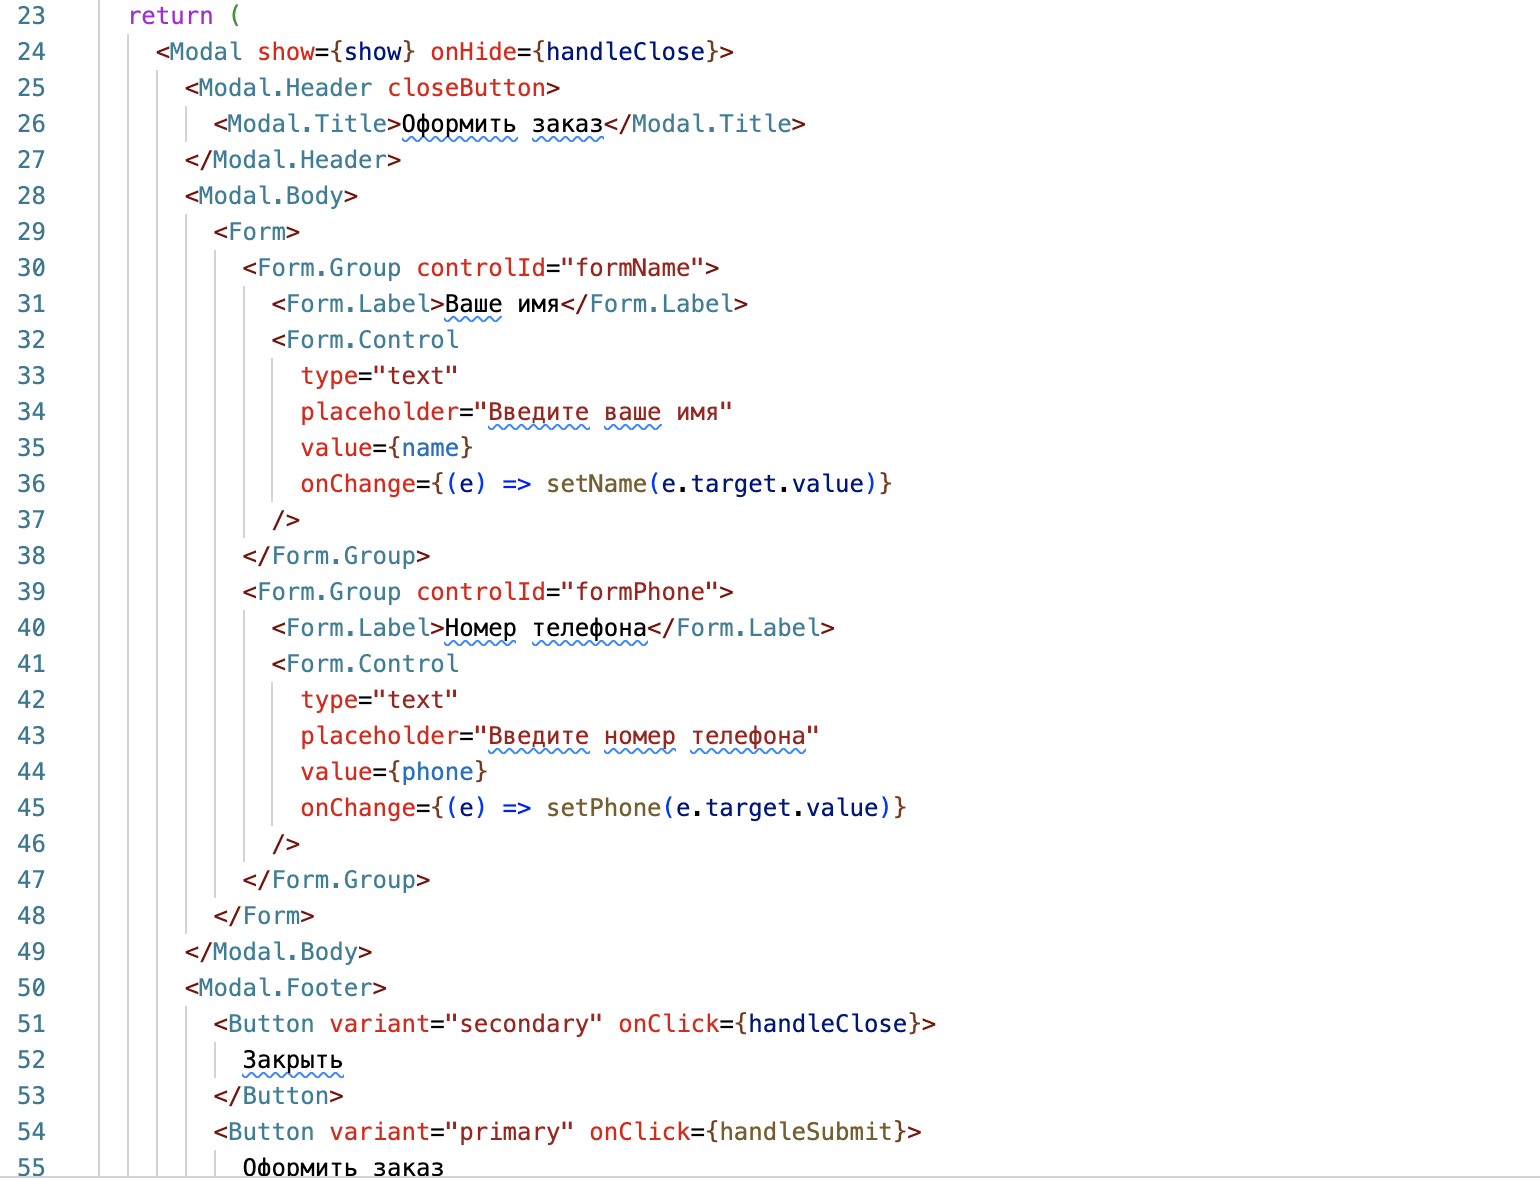 23 return (
24 <Modal show={show} onHide={handleClose}>
25 <Modal.Header closeButton>
26 <Modal.Title>Оформить заказ</Modal.Title>
27 </Modal.Header>
28 <Modal.Body>
29 <Form>
30 <Form.Group controlId="formName">
31 <Form.Label>Ваше имя</Form.Label>
32 <Form.Control
33 type="text"
34 placeholder="Введите ваше имя"
35 value={name}
36 onChange={(e) => setName(e.target.value)}
37 />
38 </Form.Group>
39 <Form.Group controlId="formPhone">
40 <Form.Label>Номер телефона</Form.Label>
41 <Form.Control
42 type="text"
43 placeholder="Введите номер телефона"
44 value={phone}
45 onChange={(e) => setPhone(e.target.value)}
46 />
47 </Form.Group>
48 </Form>
49 </Modal.Body>
50 <Modal.Footer>
51 <Button variant="secondary" onClick={handleClose}>
52 Закрыть
53 </Button>
54 <Button variant="primary" onClick={handleSubmit}>
55 Оформить заказ